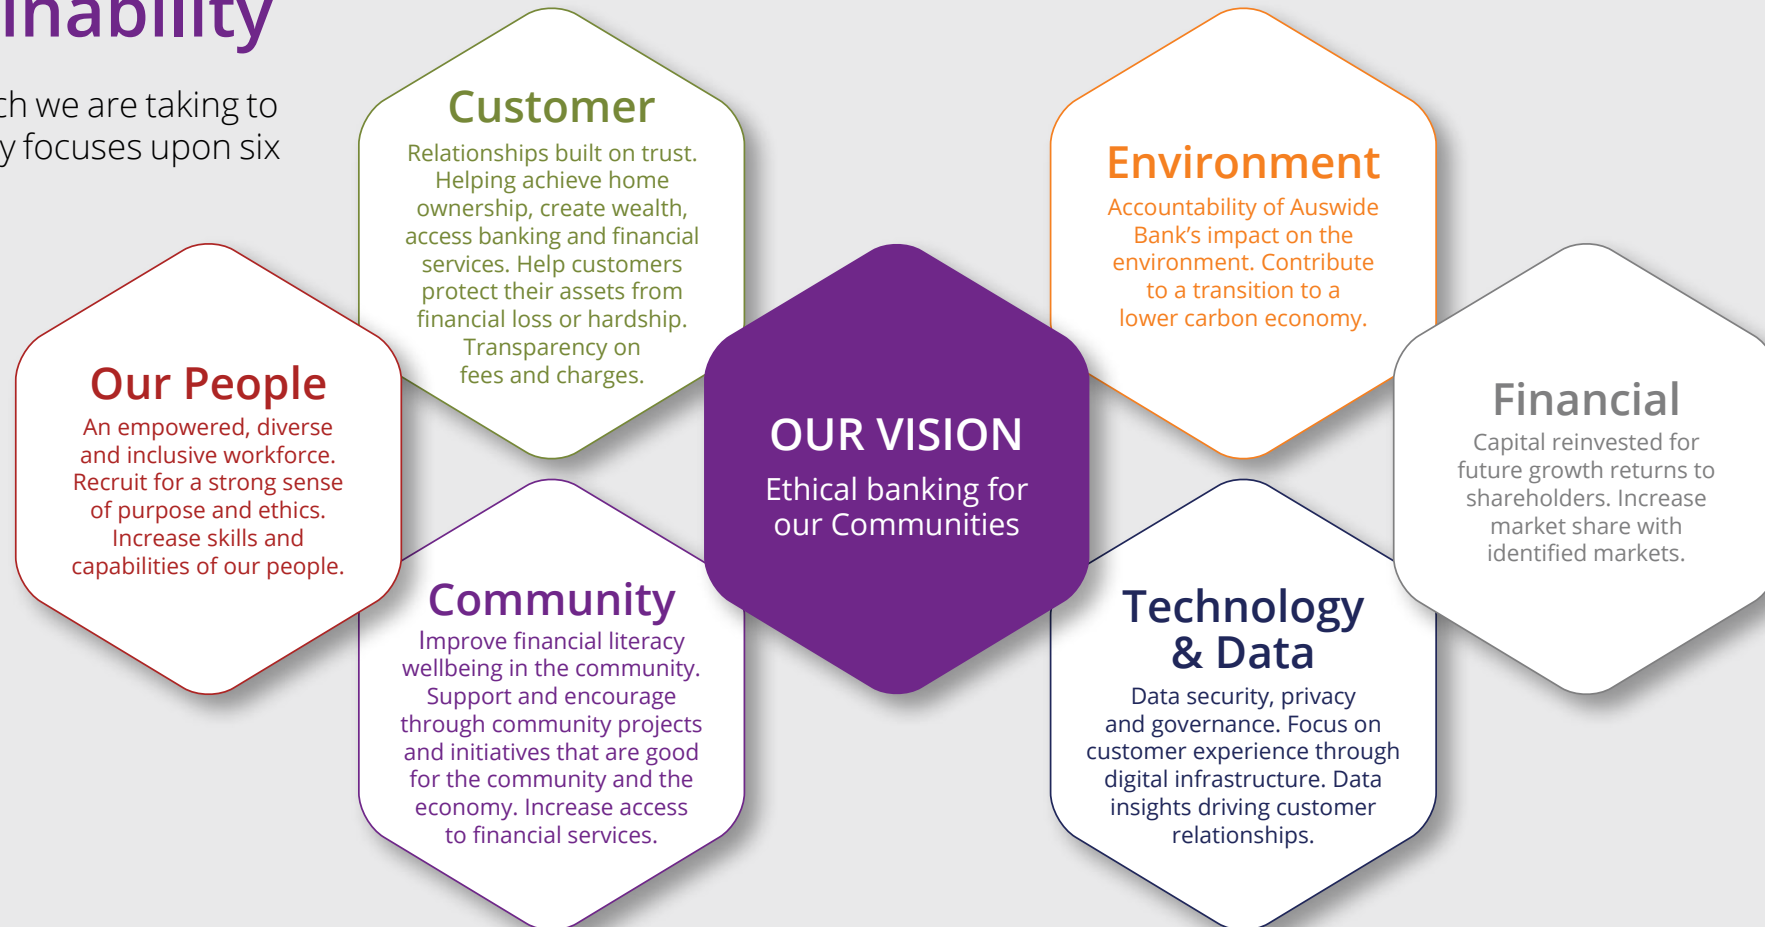 inability
ch we are taking to
y focuses upon six
Customer
Relationships built on trust.
Helping achieve home
ownership, create wealth,
access banking and financial
services. Help customers
protect their assets from
financial loss or hardship.
Transparency on
fees and charges.
Environment
Accountability of Auswide
Bank’s impact on the
environment. Contribute
to a transition to a
lower carbon economy.
Our People
An empowered, diverse
and inclusive workforce.
Recruit for a strong sense
of purpose and ethics.
Increase skills and
capabilities of our people.
OUR VISION
Ethical banking for
our Communities
Financial
Capital reinvested for
future growth returns to
shareholders. Increase
market share with
identified markets.
Community
Improve financial literacy
wellbeing in the community.
Support and encourage
through community projects
and initiatives that are good
for the community and the
economy. Increase access
to financial services.
Technology
& Data
Data security, privacy
and governance. Focus on
customer experience through
digital infrastructure. Data
insights driving customer
relationships.